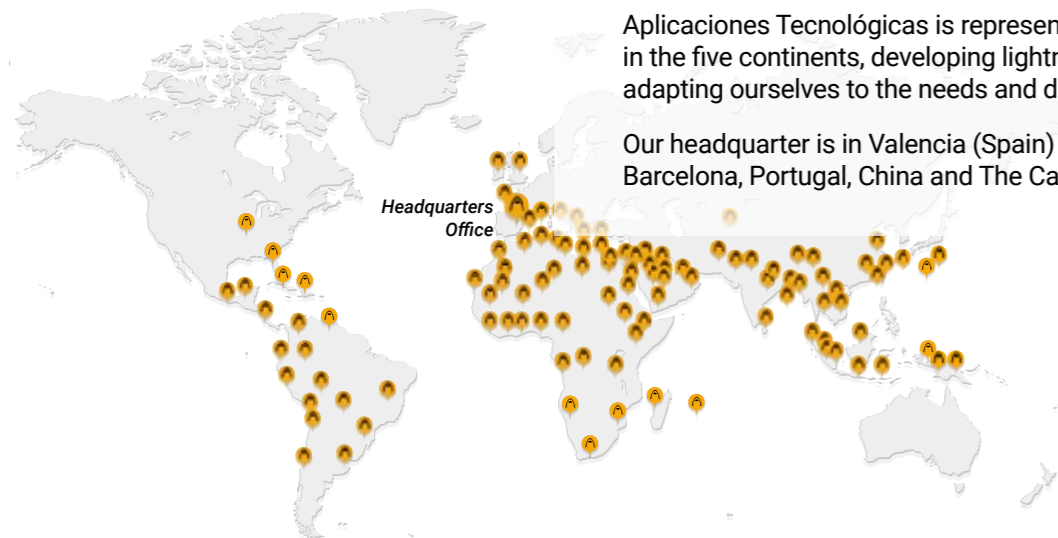 Aplicaciones Tecnológicas is represen
in the five continents, developing lightn
adapting ourselves to the needs and d
Our headquarter is in Valencia (Spain)
Barcelona, Portugal, China and The Ca
Headquarters
Office